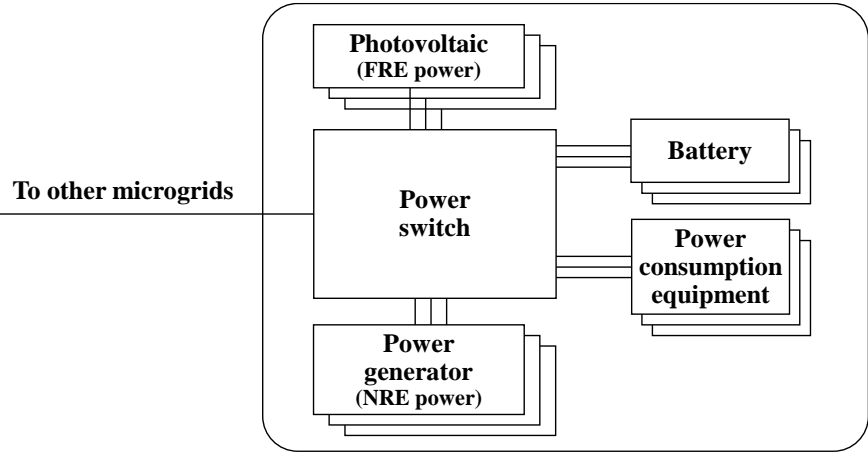 Photovoltaic
(FRE power)
Battery
To other microgrids
Power
switch
Power
consumption
equipment
Power
generator
(NRE power)